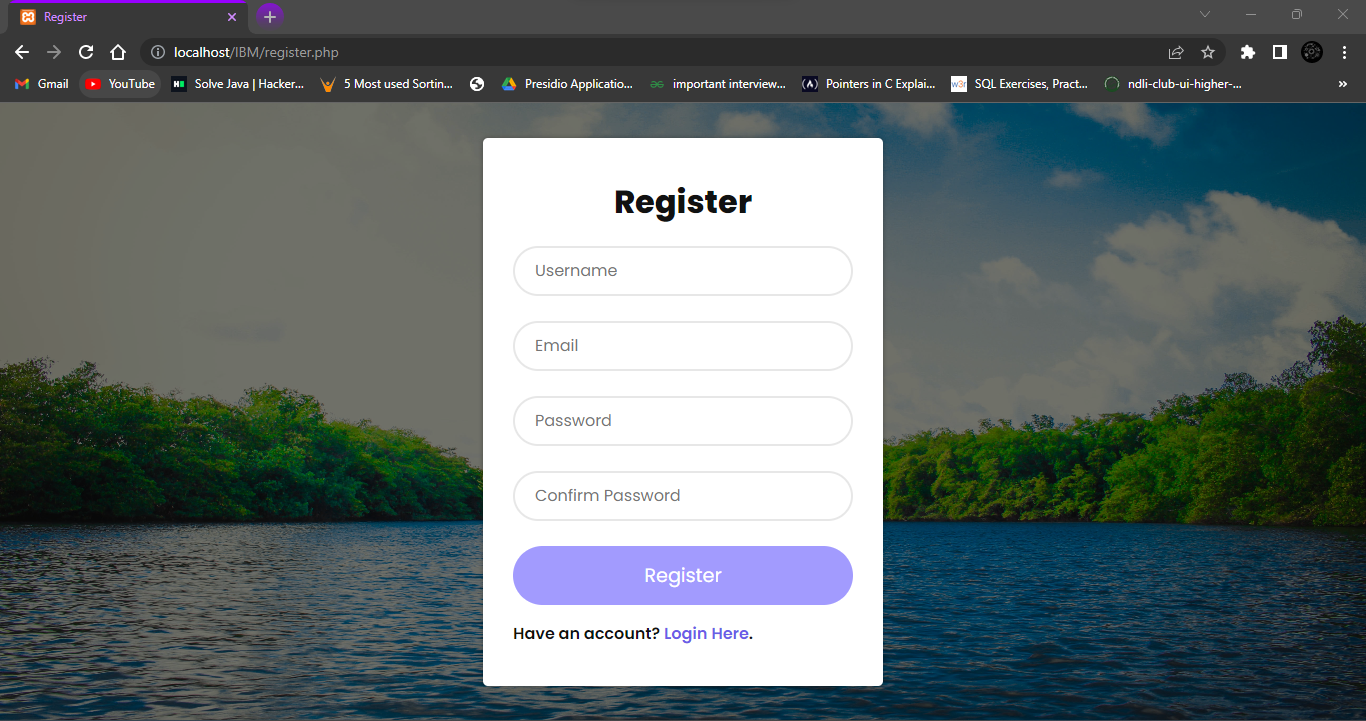 Register
localhost/IBM/register.php
Gmail YouTube Solve Java | Hacker... 5 Most used Sortin... Presidio Applicatio... important interview... Pointers in C Explai... SQL Exercises, Pract... ndli-club-ui-higher-... »
Register
Username
Email
Password
Confirm Password
Register
Have an account? Login Here.